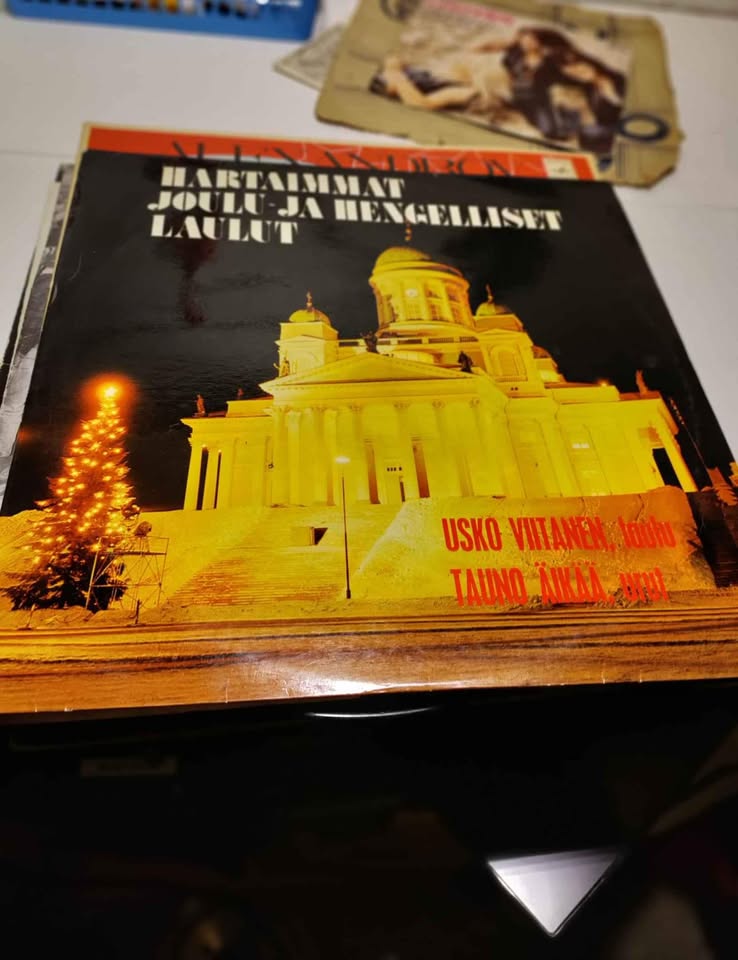 HARTAIMMAT
JOULU-JA HENGELLISET
LAULUT
USKO VIITANEN, laulu
TAUNO ÄIKÄÄ, urut